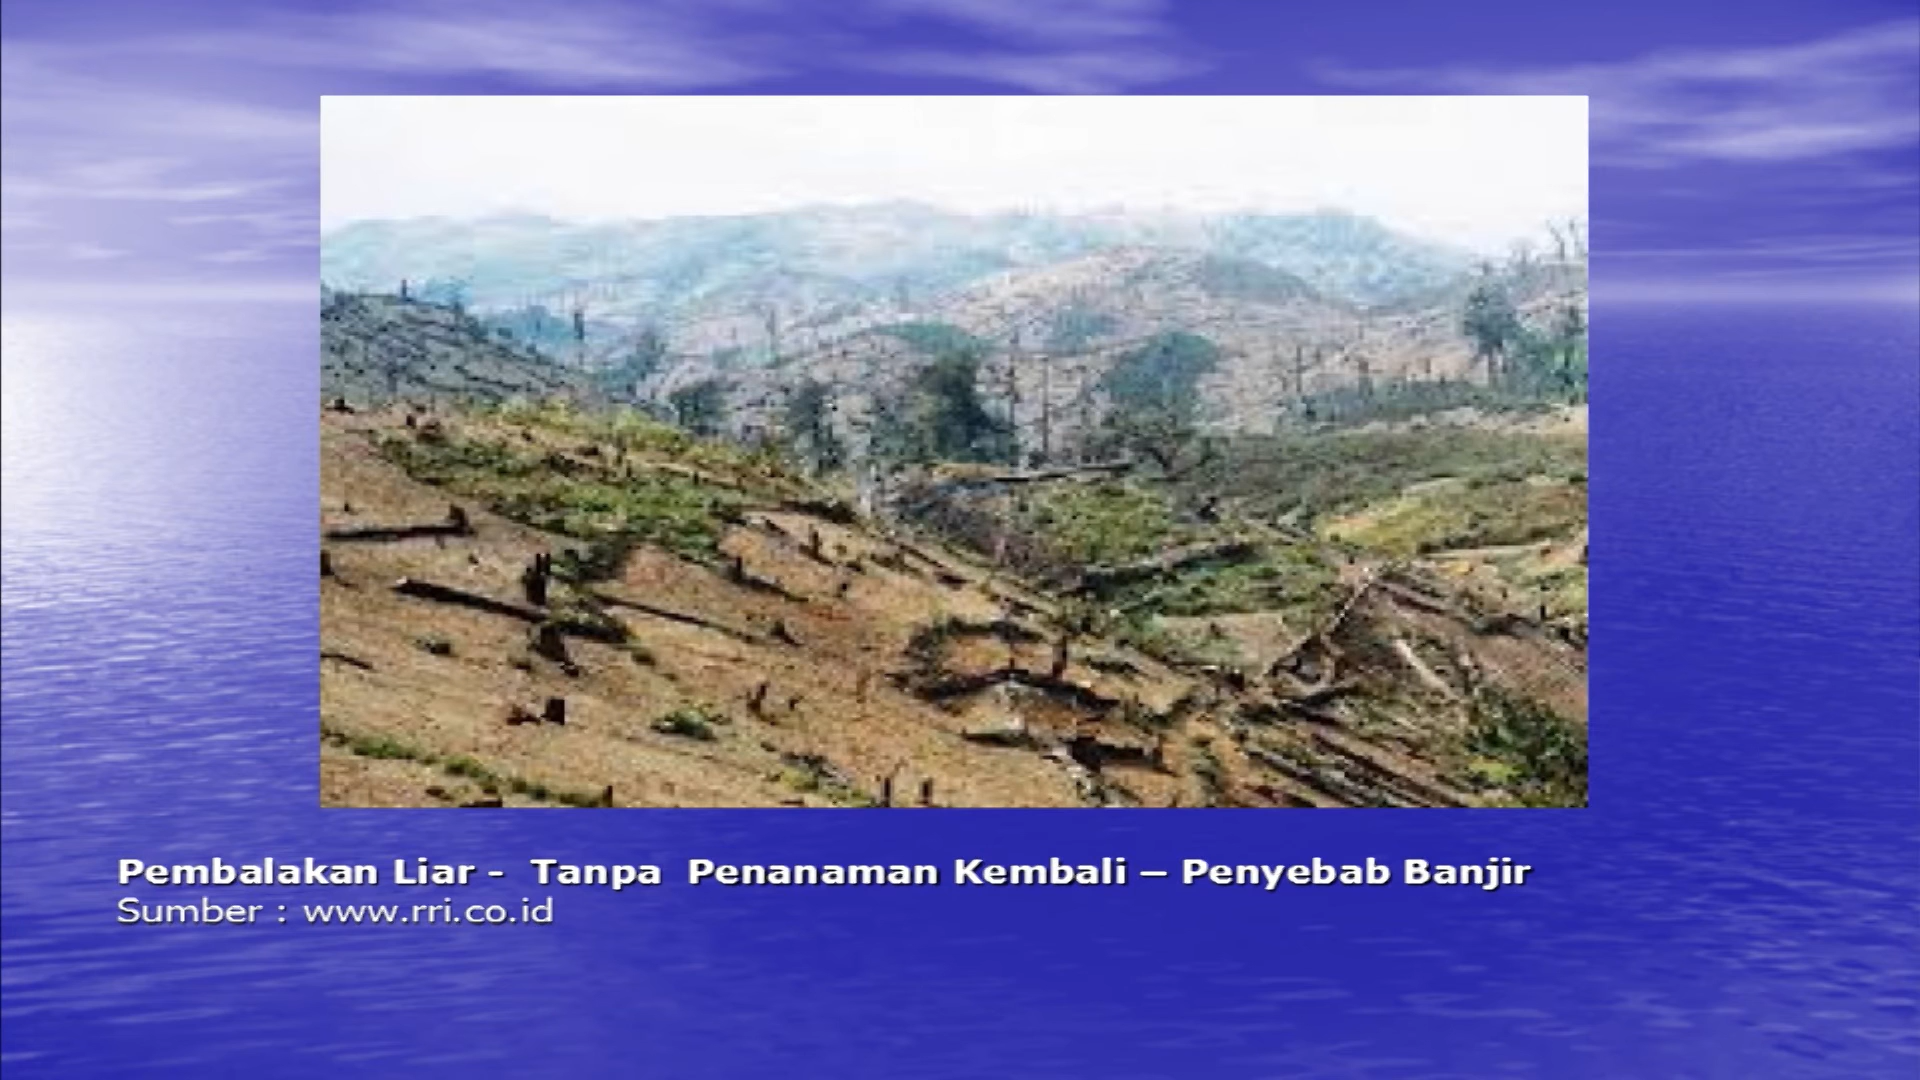 Pembalakan Liar - Tanpa Penanaman Kembali – Penyebab Banjir
Sumber : www.rri.co.id